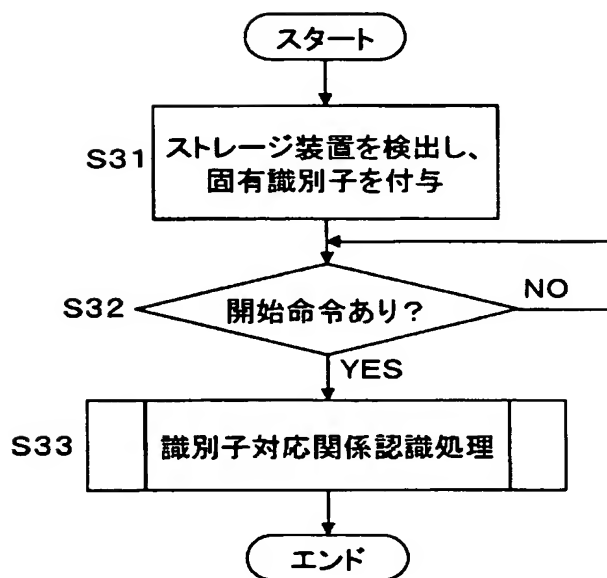 スタート
S31
ストレージ装置を検出し、
固有識別子を付与
S32
開始命令あり?
NO
YES
S33
識別子対応関係認識処理
エンド